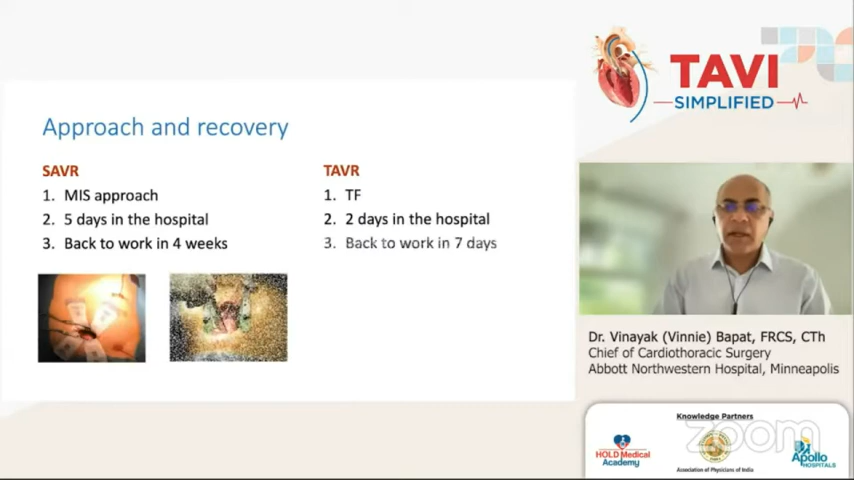 Approach and recovery
SAVR
1. MIS approach
2. 5 days in the hospital
3. Back to work in 4 weeks
TAVR
1. TF
2. 2 days in the hospital
3. Back to work in 7 days
TAVI
SIMPLIFIED
Dr. Vinayak (Vinnie) Bapat, FRCS, CTh
Chief of Cardiothoracic Surgery
Abbott Northwestern Hospital, Minneapolis
Knowledge Partners
zoom
HOLD Medical
Academy
Association of Physicians of India
Apollo
HOSPITALS